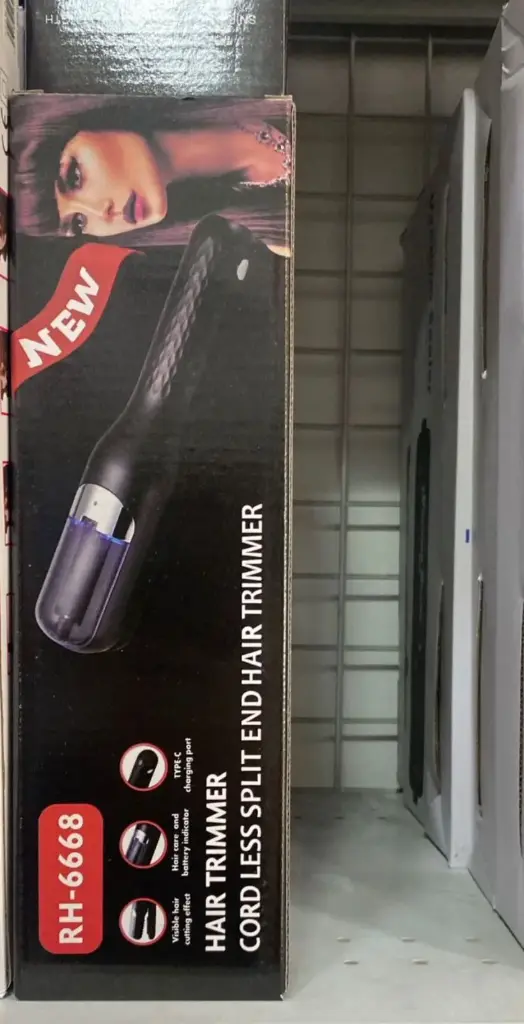 NEW
RH-6668
Visible hair
cutting effect
Hair care and
battery indicator
TYPE-C
charging port
HAIR TRIMMER
CORD LESS SPLIT END HAIR TRIMMER